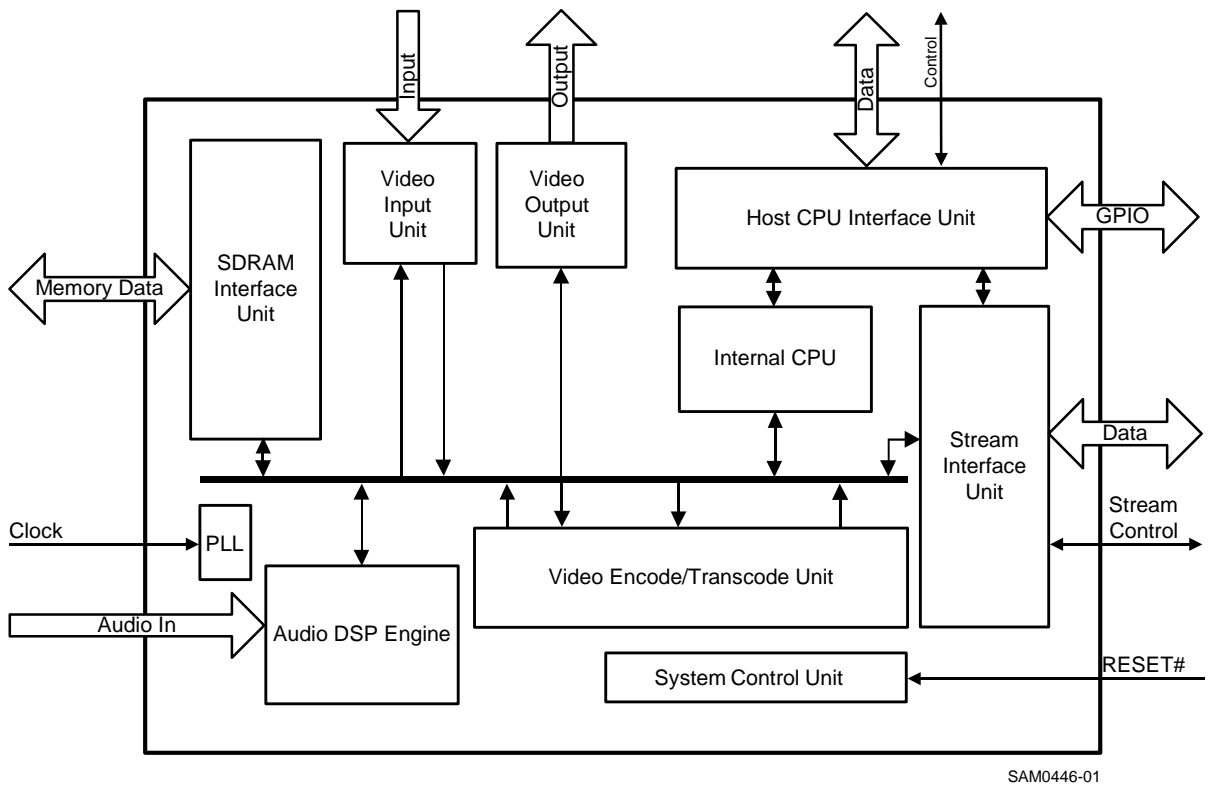 Input
Output
Data
Control
Video
Input
Unit
Video
Output
Unit
Host CPU Interface Unit
GPIO
SDRAM
Interface
Unit
Memory Data
Internal CPU
Stream
Interface
Unit
Data
Stream
Control
Clock
PLL
Video Encode/Transcode Unit
Audio In
Audio DSP Engine
System Control Unit
RESET#
SAM0446-01